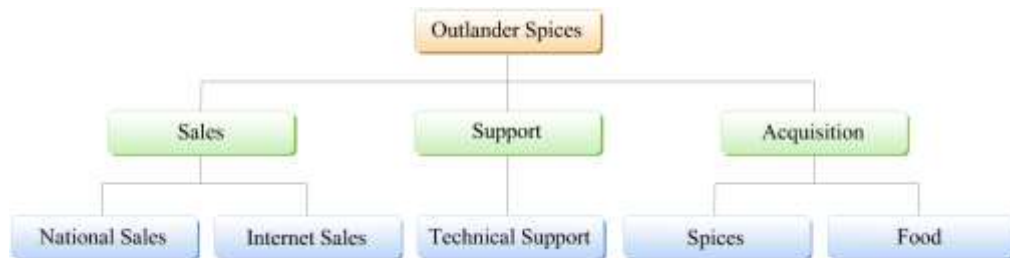 Outlander Spices
Sales
Support
Acquisition
National Sales
Internet Sales
Technical Support
Spices
Food